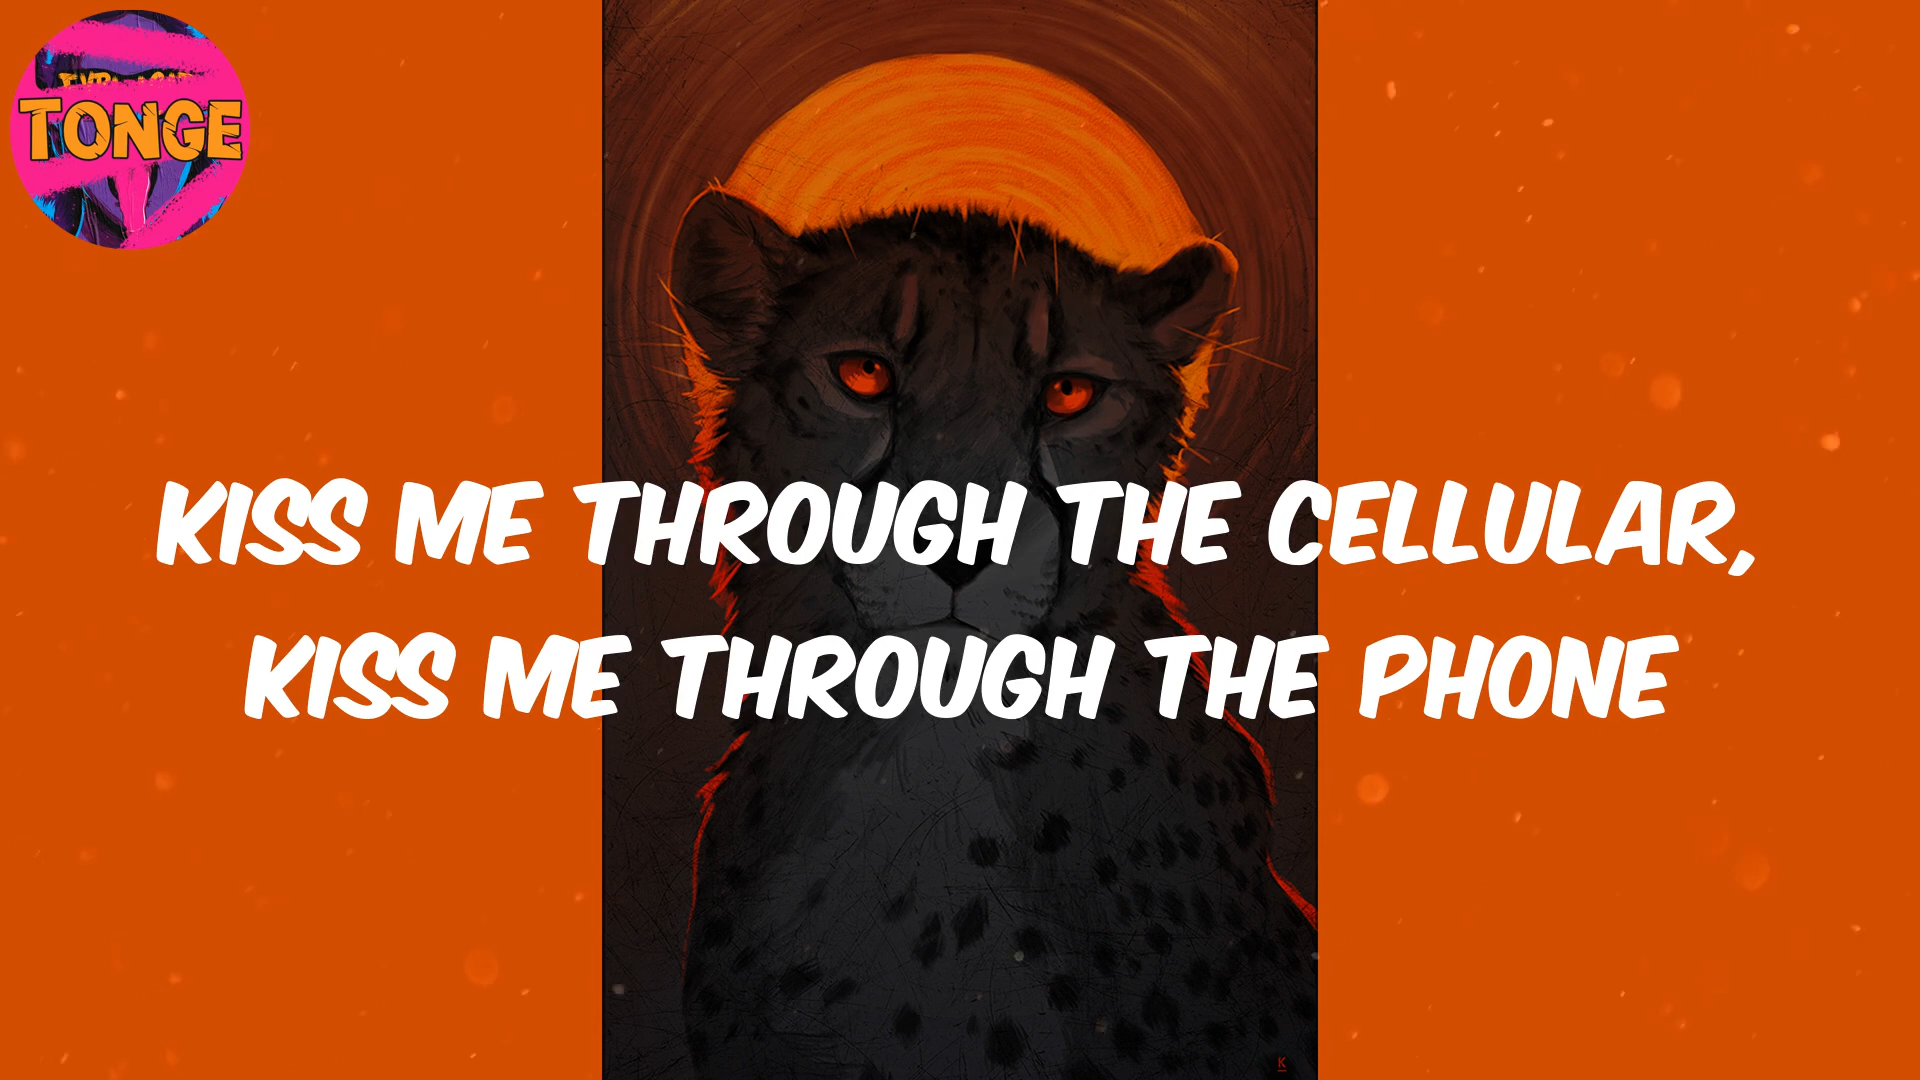 TONGE
KISS ME THROUGH THE CELLULAR,
KISS ME THROUGH THE PHONE
K